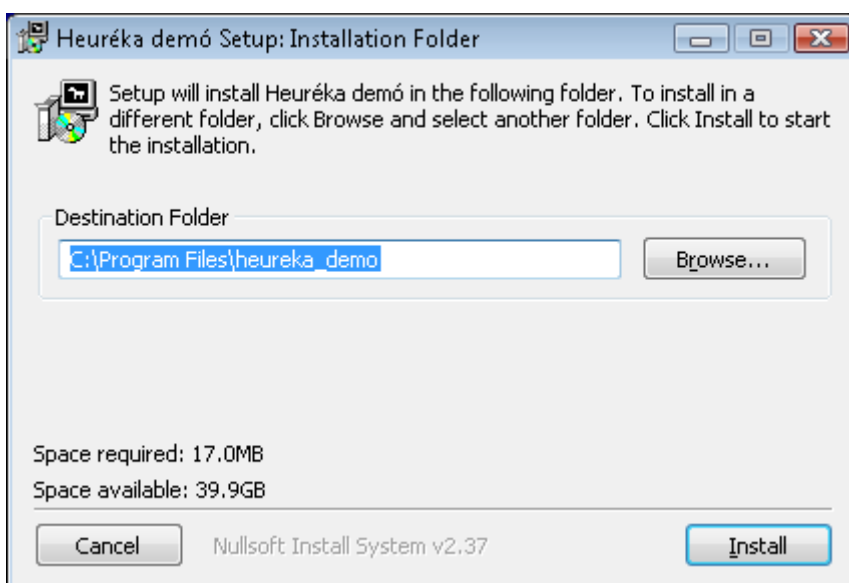 Heuréka demó Setup: Installation Folder
Setup will install Heuréka demó in the following folder. To install in a
different folder, click Browse and select another folder. Click Install to start
the installation.
Destination Folder
C:\Program Files\heureka_demo
Browse...
Space required: 17.0MB
Space available: 39.9GB
Cancel
Nullsoft Install System v2.37
Install